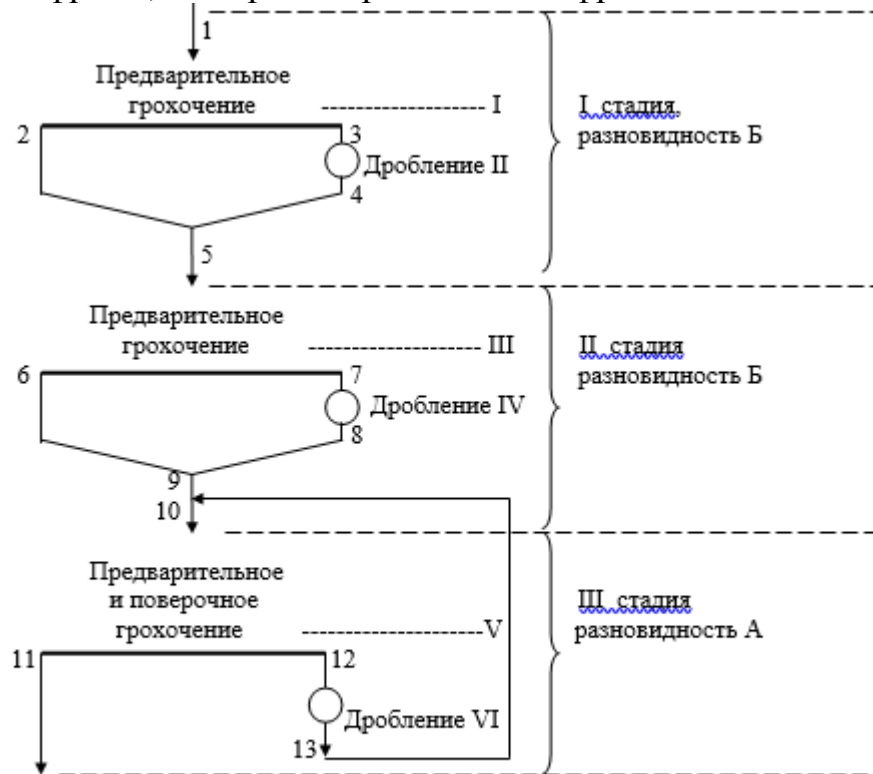 1
Предварительное
грохочение ------------------ I
I стадия,
разновидность Б
2
3
Дробление II
4
5
Предварительное
грохочение ------------------- III
II стадия
разновидность Б
6
7
Дробление IV
8
9
10
Предварительное
и поверочное
грохочение --------------------V
III стадия
разновидность А
11
12
Дробление VI
13